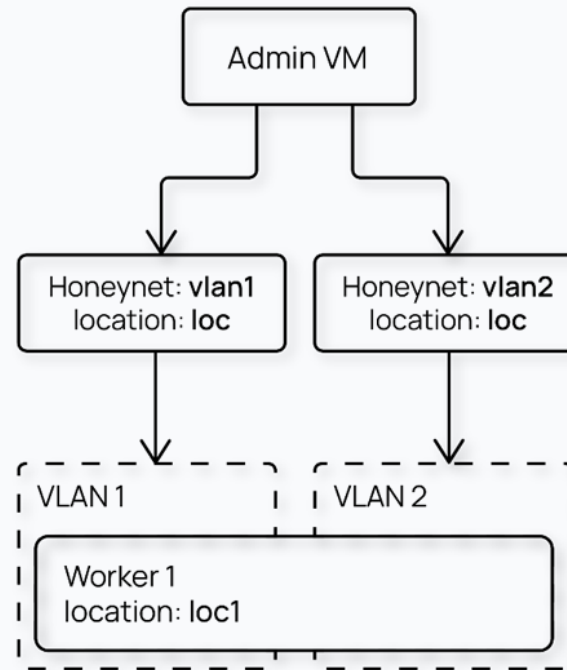 Admin VM
Honeynet: vlan1
location: loc
Honeynet: vlan2
location: loc
VLAN 1
VLAN 2
Worker 1
location: loc1